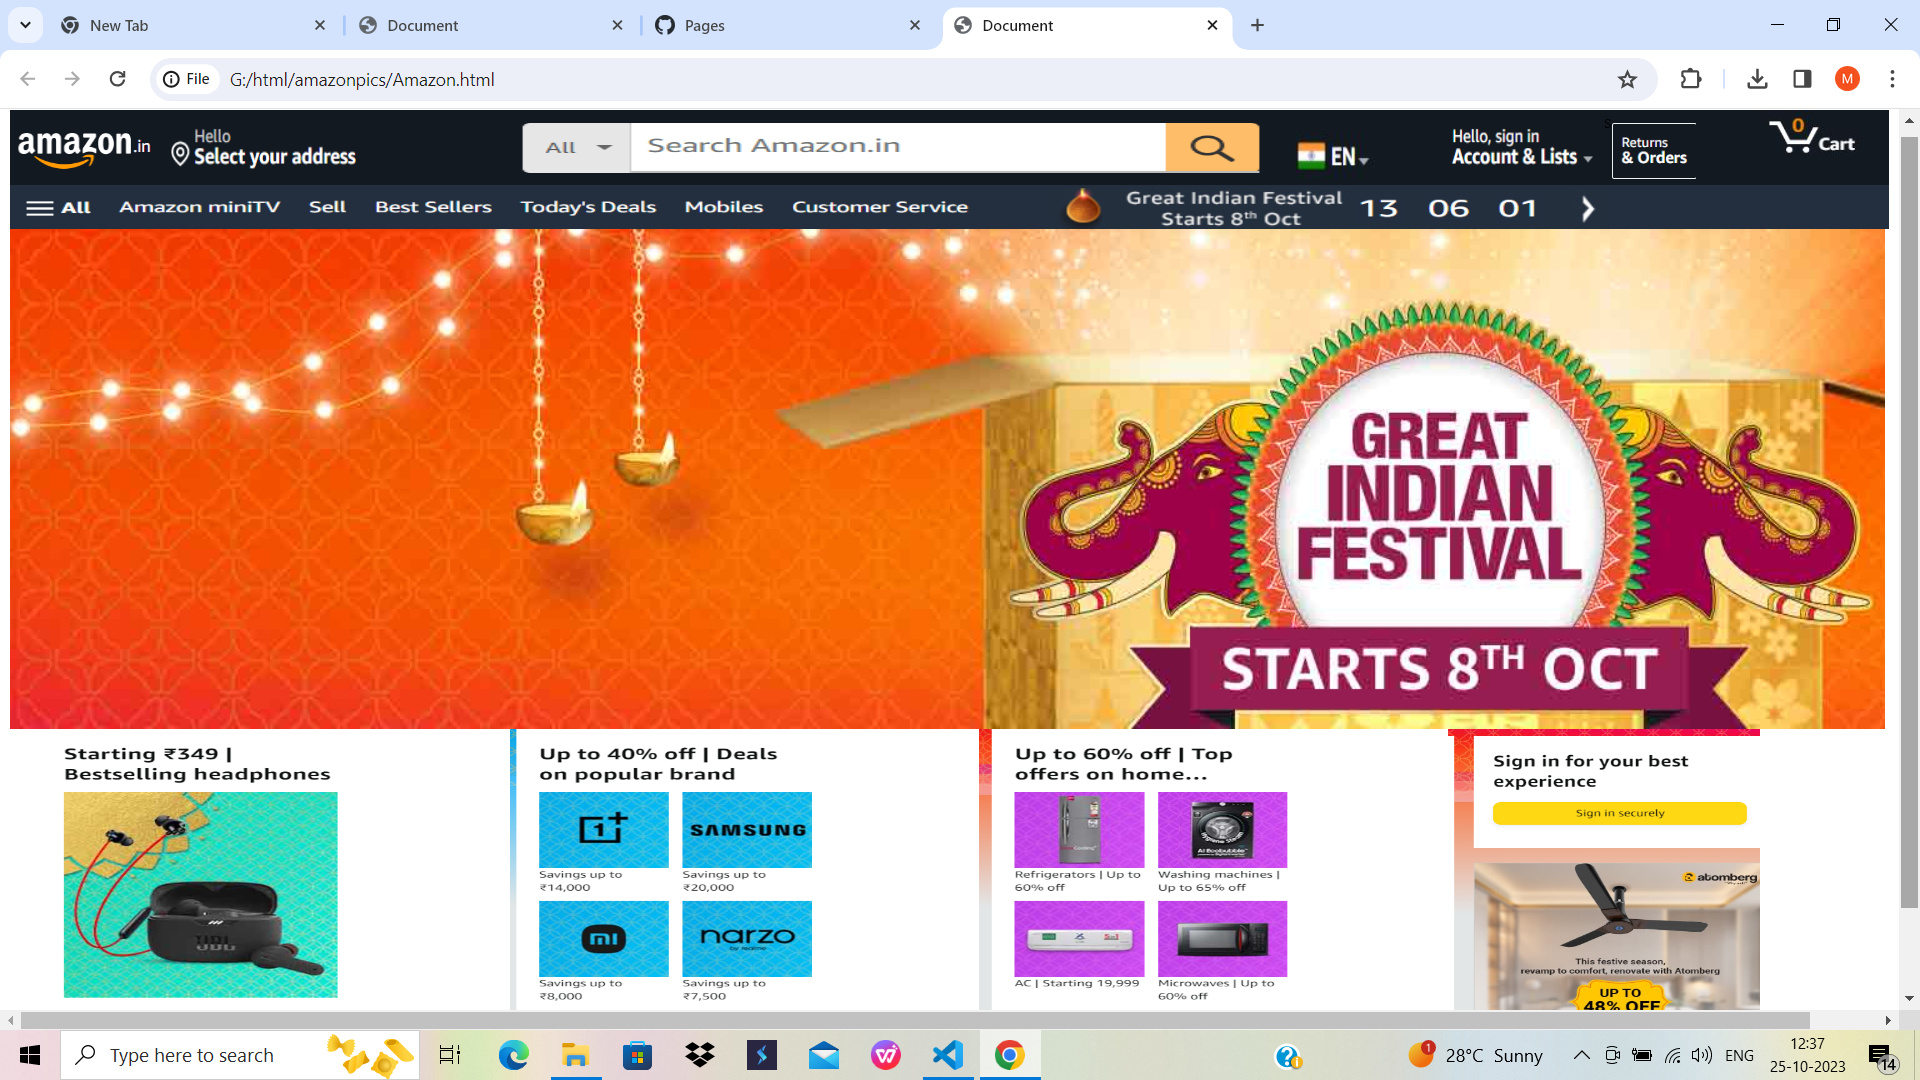 New Tab
Document
Pages
Document
File
G:/html/amazonpics/Amazon.html
M
amazon.in
Hello
Select your address
All
Search Amazon.in
EN
Hello, sign in
Account & Lists
Returns
& Orders
0
Cart
All
Amazon miniTV
Sell
Best Sellers
Today's Deals
Mobiles
Customer Service
Great Indian Festival
Starts 8th Oct
13 06 01
GREAT
INDIAN
FESTIVAL
STARTS 8TH OCT
Starting ₹349 |
Bestselling headphones
JBL
Up to 40% off | Deals
on popular brand
1+
SAMSUNG
Savings up to
₹14,000
Savings up to
₹20,000
mi
narzo
by realme
Savings up to
₹8,000
Savings up to
₹7,500
Up to 60% off | Top
offers on home...
Refrigerators | Up to
60% off
AI Ecobubble
Washing machines |
Up to 65% off
AC | Starting 19,999
Microwaves | Up to
60% off
Sign in for your best
experience
Sign in securely
atomberg
This festive season,
revamp to comfort, renovate with Atomberg
UP TO
48% OFF
Type here to search
1
28°C Sunny
ENG
12:37
25-10-2023
14